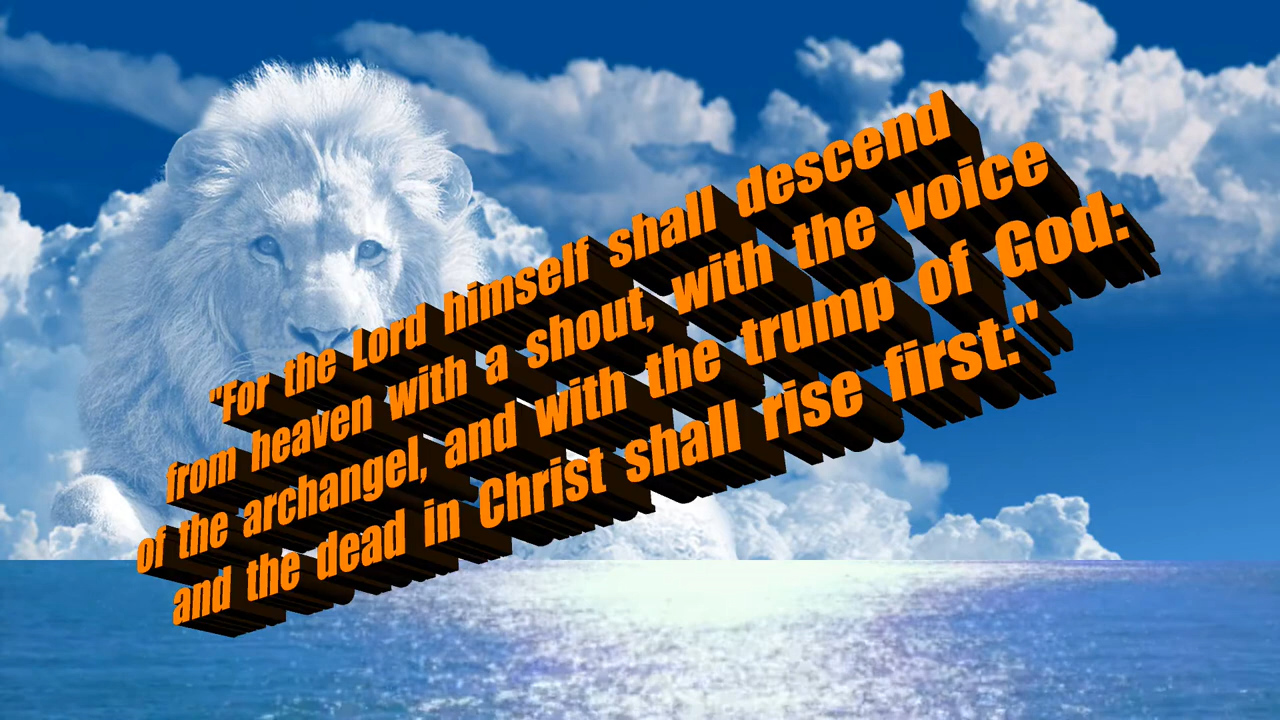 "For the Lord himself shall descend
from heaven with a shout, with the voice
of the archangel, and with the trump of God:
and the dead in Christ shall rise first:"